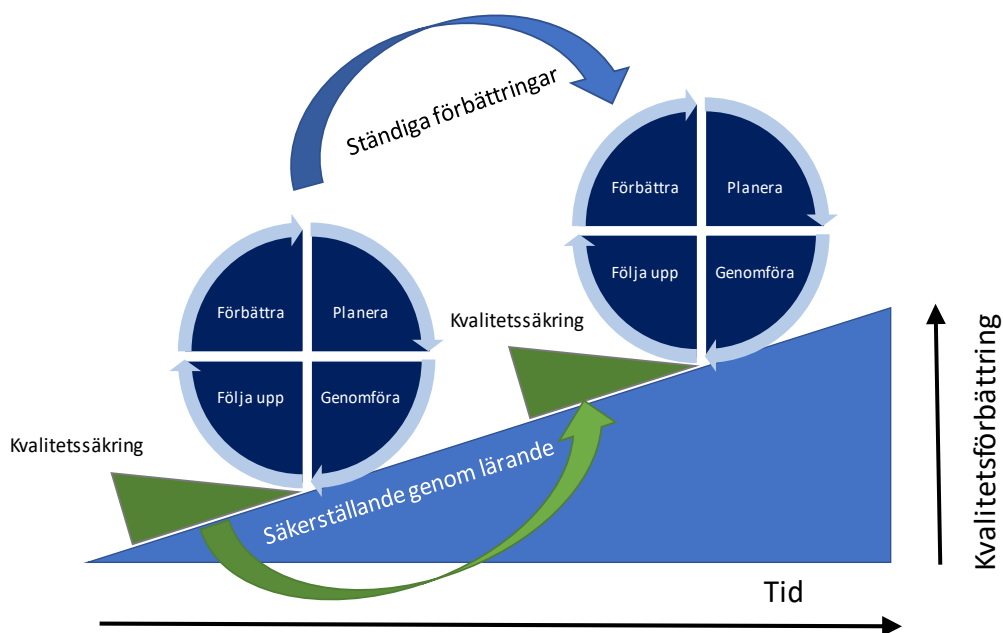 Ständiga förbättringar
Förbättra
Planera
Följa upp
Genomföra
Kvalitetssäkring
Förbättra
Planera
Följa upp
Genomföra
Kvalitetssäkring
Säkerställande genom lärande
Kvalitetsförbättring
Tid